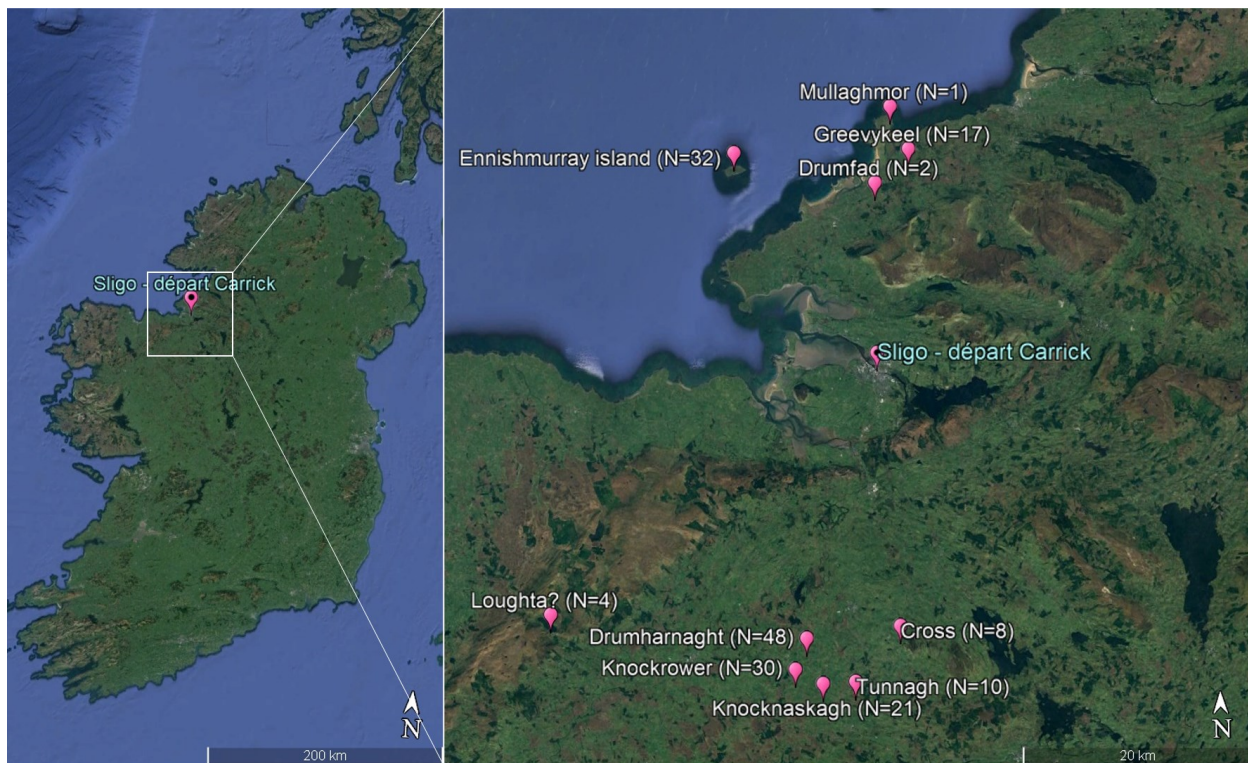 Sligo - départ Carrick
N
200 km
Mullaghmor (N=1)
Greevykeel (N=17)
Ennishmurray island (N=32)
Drumfad (N=2)
Sligo - départ Carrick
Loughta? (N=4)
Drumharnaght (N=48)
Cross (N=8)
Knockrower (N=30)
Tunnagh (N=10)
Knocknaskagh (N=21)
N
20 km